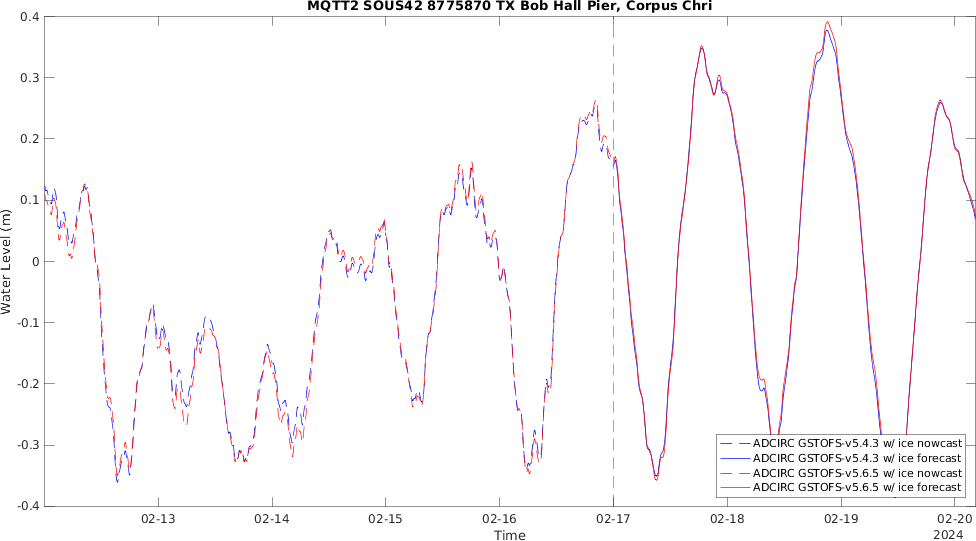 MQTT2 SOUS42 8775870 TX Bob Hall Pier, Corpus Chri
0.4
0.3
0.2
0.1
0
-0.1
-0.2
-0.3
-0.4
Water Level (m)
ADCIRC GSTOFS-v5.4.3 w/ ice nowcast
ADCIRC GSTOFS-v5.4.3 w/ ice forecast
ADCIRC GSTOFS-v5.6.5 w/ ice nowcast
ADCIRC GSTOFS-v5.6.5 w/ ice forecast
02-13 02-14 02-15 02-16 02-17 02-18 02-19 02-20
Time 2024